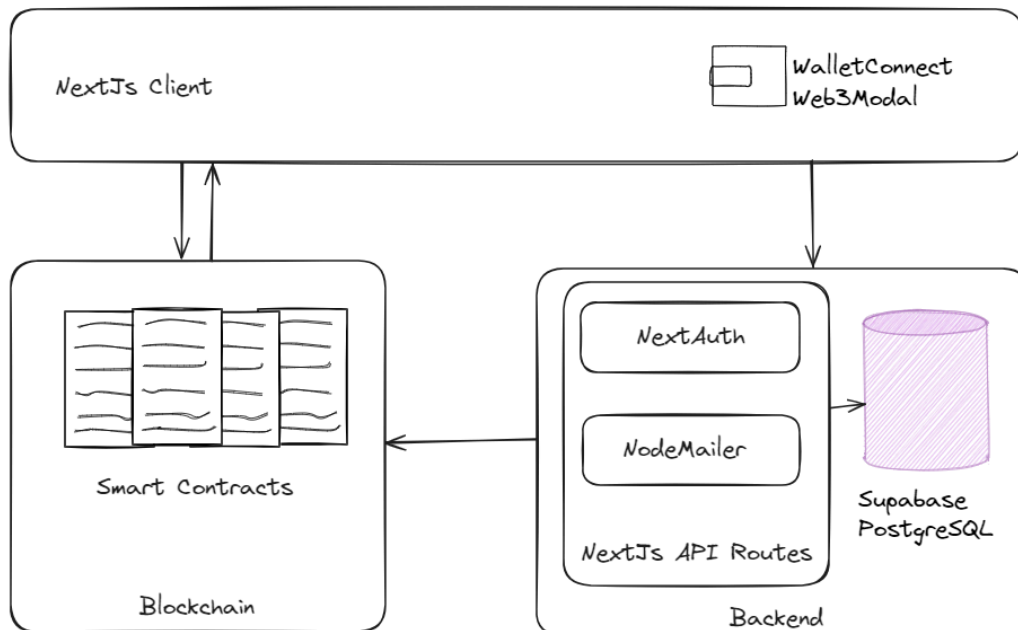 NextJs Client
WalletConnect
Web3Modal
NextAuth
NodeMailer
Smart Contracts
Supabase
PostgreSQL
NextJs API Routes
Blockchain
Backend